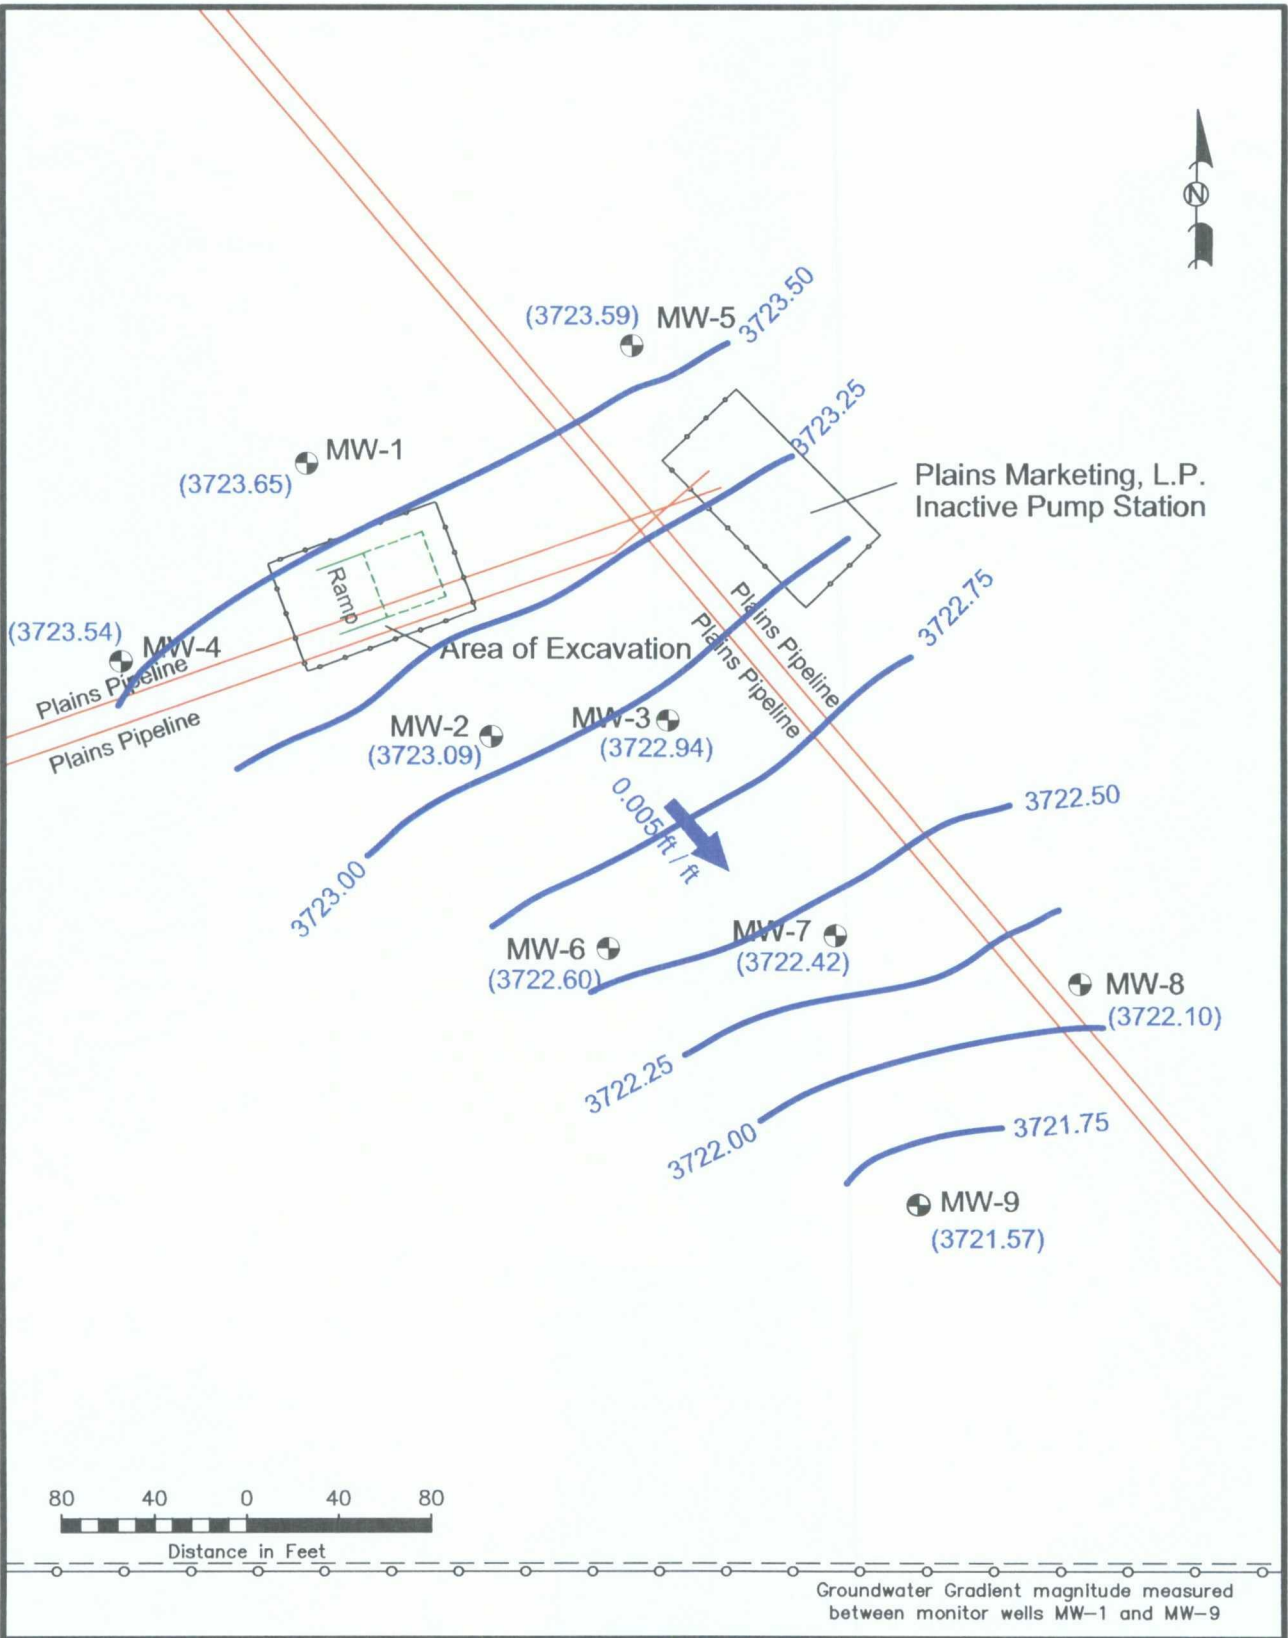 N
3723.50
(3723.59) MW-5
3723.25
MW-1
(3723.65)
Plains Marketing, L.P.
Inactive Pump Station
Ramp
3722.75
Plains Pipeline
Plains Pipeline
(3723.54) MW-4
Area of Excavation
Plains Pipeline
Plains Pipeline
MW-2
(3723.09)
MW-3
(3722.94)
0.005 ft / ft
3722.50
3723.00
MW-6
(3722.60)
MW-7
(3722.42)
MW-8
(3722.10)
3722.25
3722.00
3721.75
MW-9
(3721.57)
80 40 0 40 80
Distance in Feet
Groundwater Gradient magnitude measured
between monitor wells MW-1 and MW-9